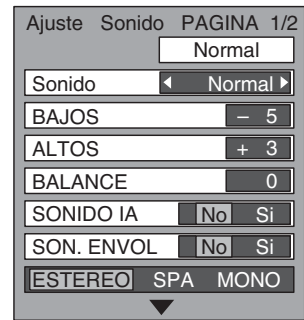 Ajuste Sonido PAGINA 1/2
Normal
Sonido Normal
BAJOS – 5
ALTOS + 3
BALANCE 0
SONIDO IA No Si
SON. ENVOL No Si
ESTEREO SPA MONO